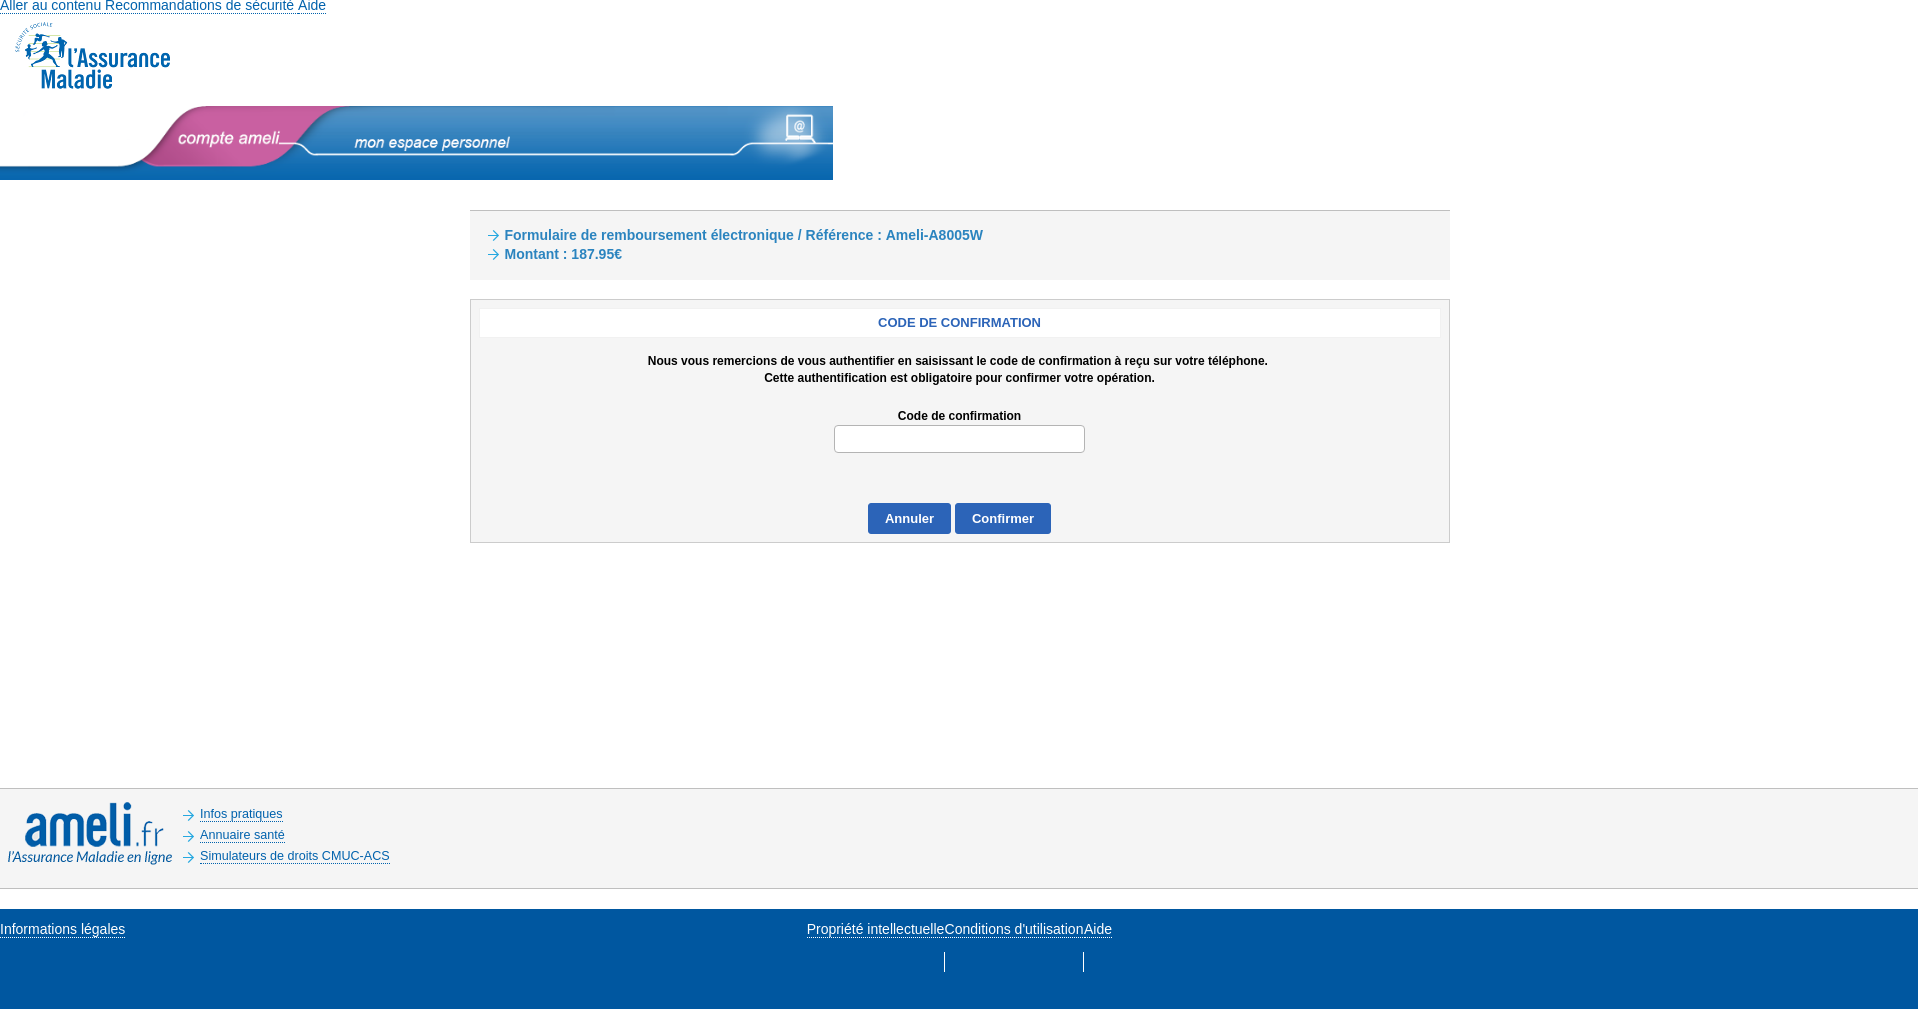 Aller au contenu Recommandations de sécurité Aide
SÉCURITÉ SOCIALE
l'Assurance
Maladie
compte ameli
mon espace personnel
@
Formulaire de remboursement électronique / Référence : Ameli-A8005W
Montant : 187.95€
CODE DE CONFIRMATION
Nous vous remercions de vous authentifier en saisissant le code de confirmation à reçu sur votre téléphone.
Cette authentification est obligatoire pour confirmer votre opération.
Code de confirmation
Annuler Confirmer
ameli.fr
l'Assurance Maladie en ligne
Infos pratiques
Annuaire santé
Simulateurs de droits CMUC-ACS
Informations légales Propriété intellectuelle Conditions d'utilisation Aide